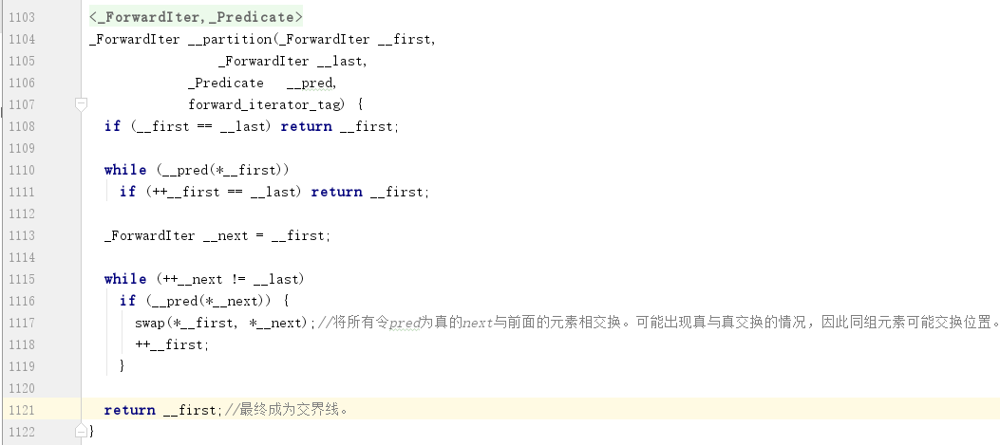 1103 <_ForwardIter,_Predicate>
1104 _ForwardIter __partition(_ForwardIter __first,
1105 _ForwardIter __last,
1106 _Predicate __pred,
1107 forward_iterator_tag) {
1108 if (__first == __last) return __first;
1109
1110 while (__pred(*__first))
1111 if (++__first == __last) return __first;
1112
1113 _ForwardIter __next = __first;
1114
1115 while (++__next != __last)
1116 if (__pred(*__next)) {
1117 swap(*__first, *__next);//将所有令pred为真的next与前面的元素相交换。可能出现真与真交换的情况，因此同组元素可能交换位置。
1118 ++__first;
1119 }
1120
1121 return __first;//最终成为交界线。
1122 }